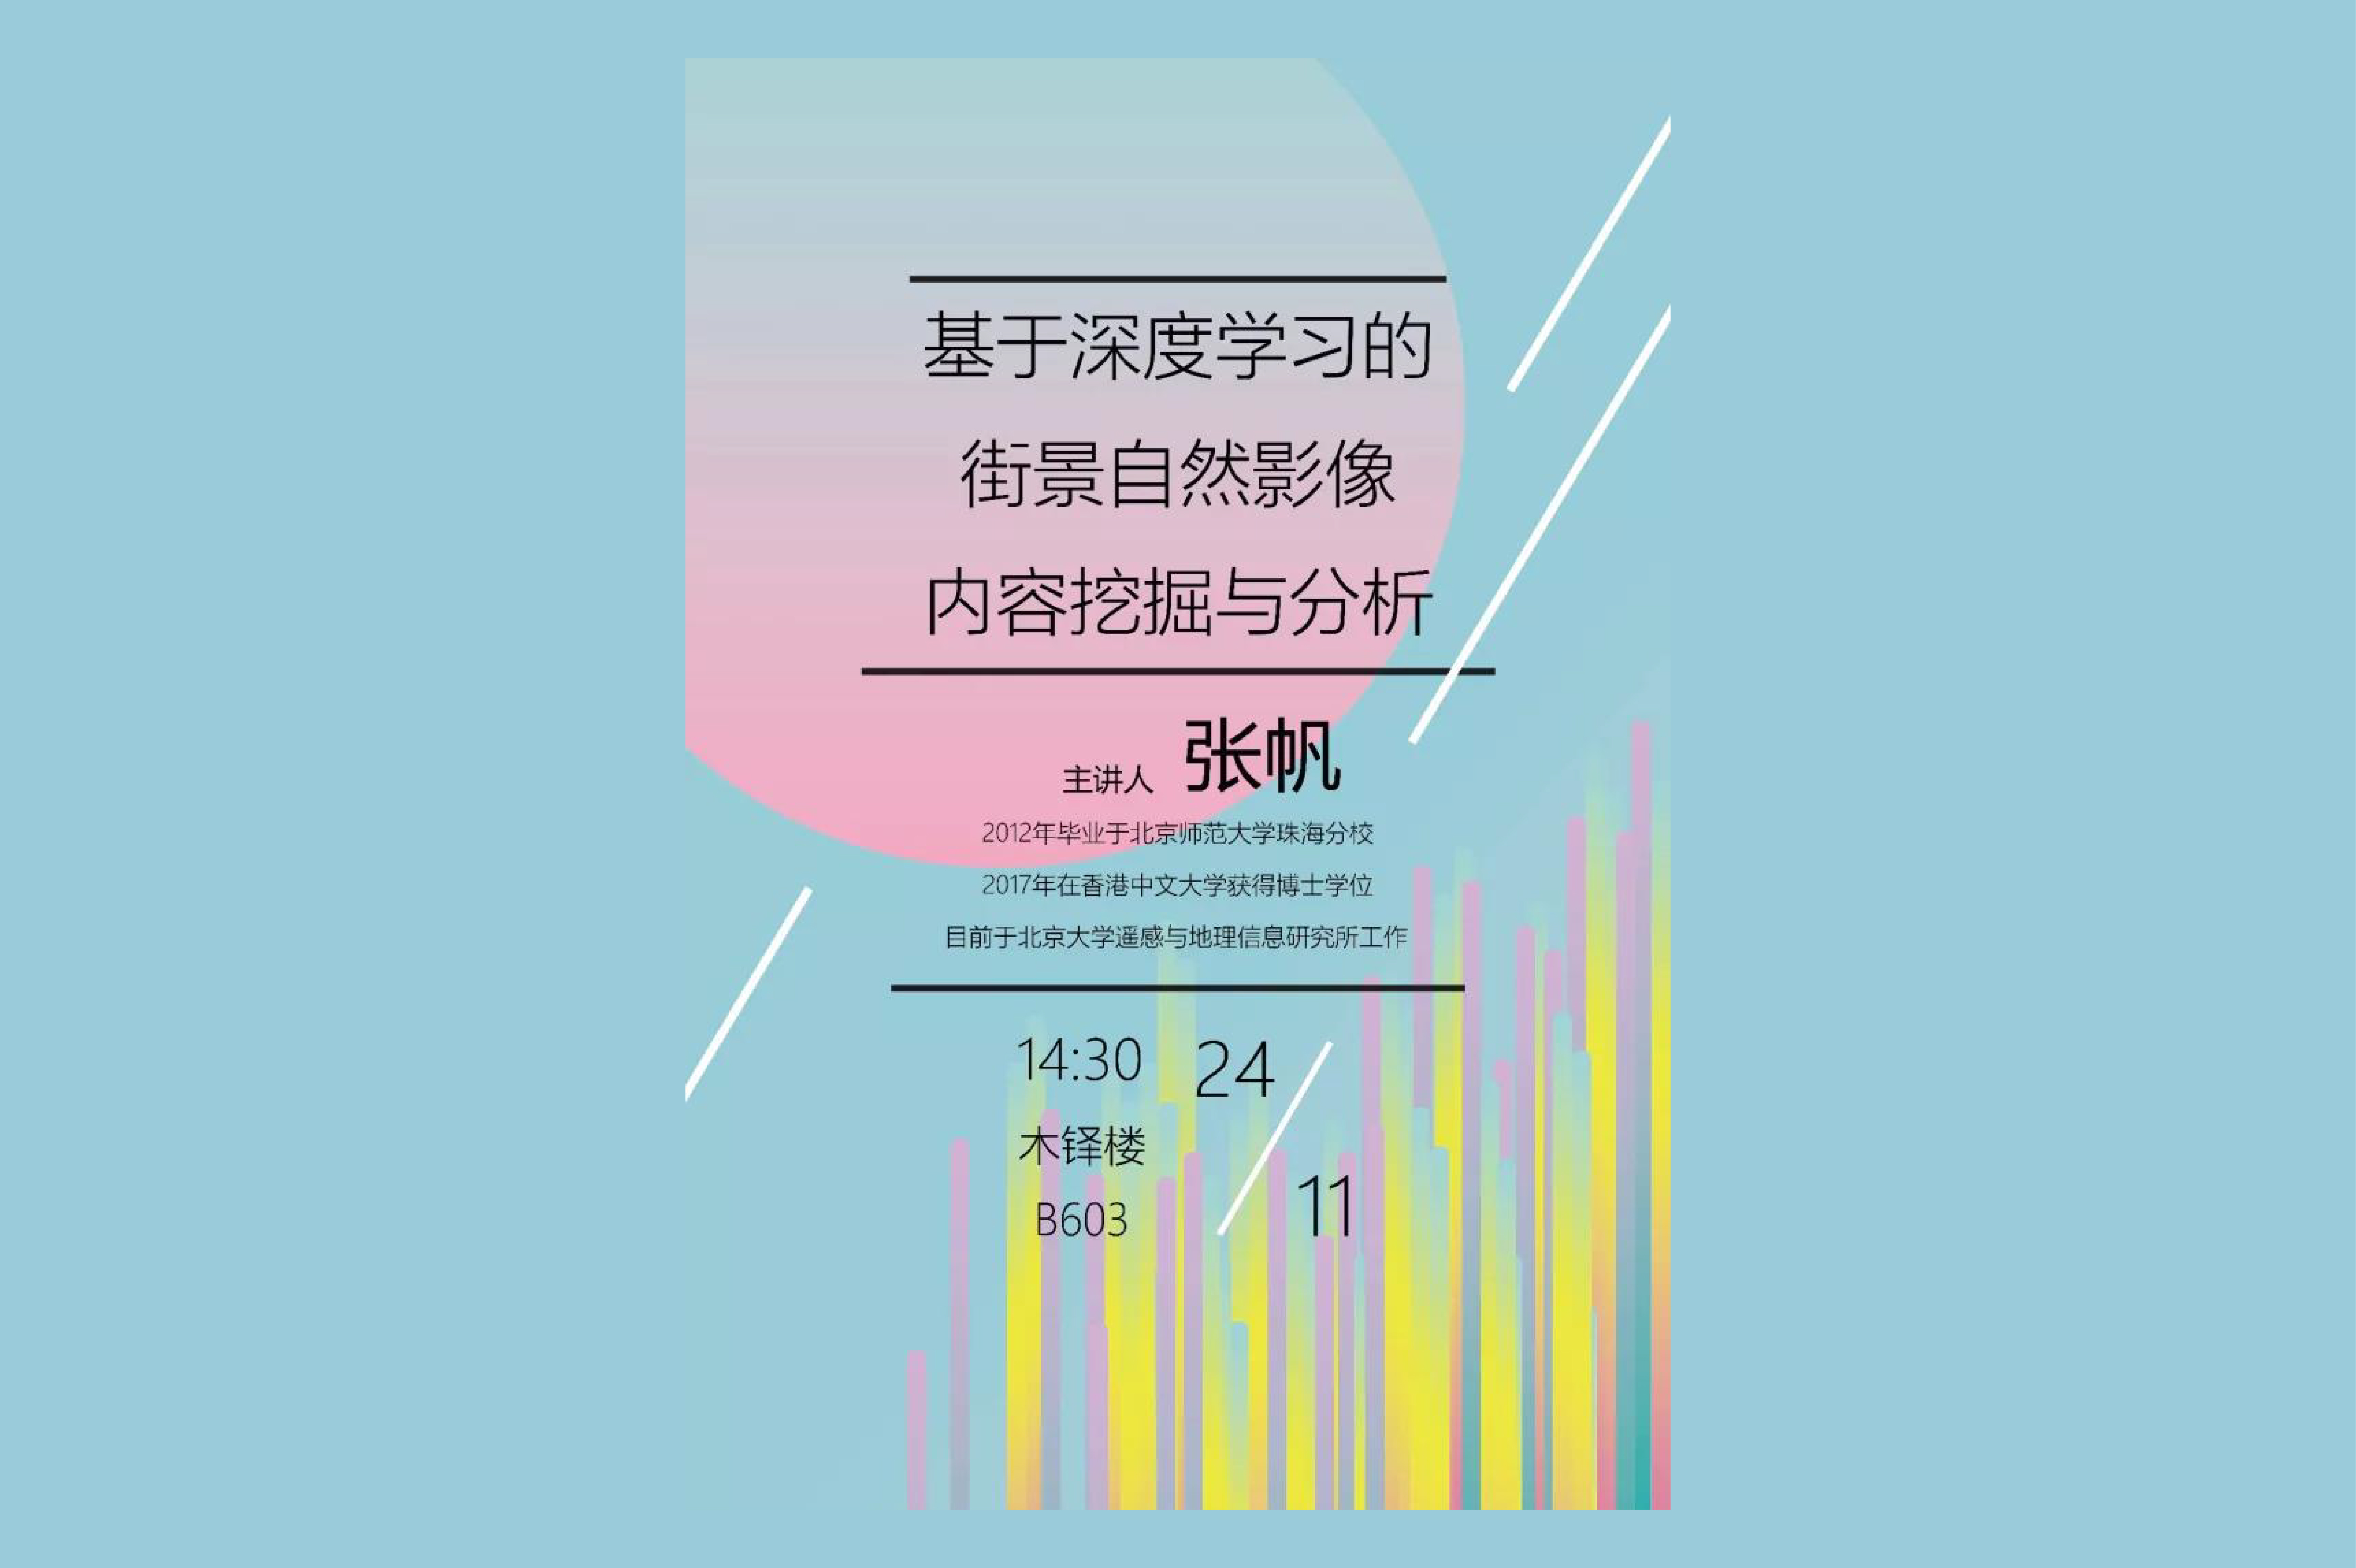 基于深度学习的
街景自然影像
内容挖掘与分析
主讲人 张帆
2012年毕业于北京师范大学珠海分校
2017年在香港中文大学获得博士学位
目前于北京大学遥感与地理信息研究所工作
14:30
木铎楼
B603
24
11